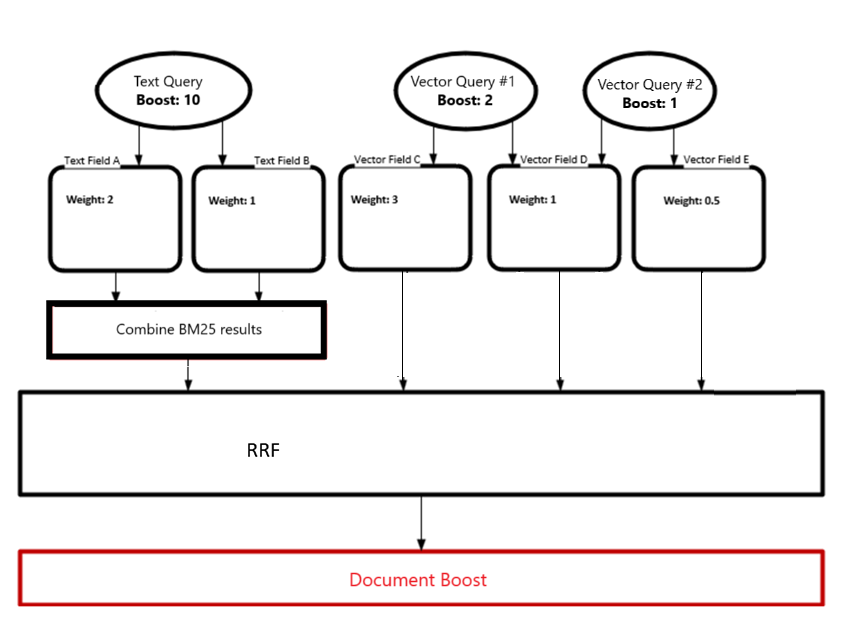 Text Query
Boost: 10
Vector Query #1
Boost: 2
Vector Query #2
Boost: 1
Text Field A
Text Field B
Vector Field C
Vector Field D
Vector Field E
Weight: 2
Weight: 1
Weight: 3
Weight: 1
Weight: 0.5
Combine BM25 results
RRF
Document Boost